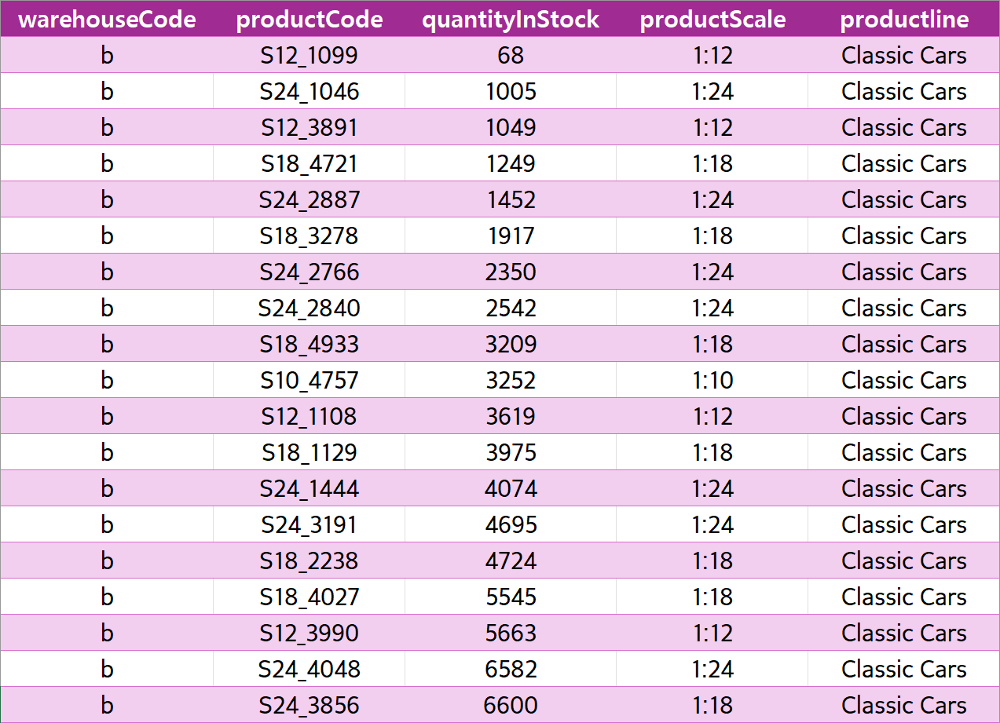 warehouseCode productCode quantityInStock productScale productline
b S12_1099 68 1:12 Classic Cars
b S24_1046 1005 1:24 Classic Cars
b S12_3891 1049 1:12 Classic Cars
b S18_4721 1249 1:18 Classic Cars
b S24_2887 1452 1:24 Classic Cars
b S18_3278 1917 1:18 Classic Cars
b S24_2766 2350 1:24 Classic Cars
b S24_2840 2542 1:24 Classic Cars
b S18_4933 3209 1:18 Classic Cars
b S10_4757 3252 1:10 Classic Cars
b S12_1108 3619 1:12 Classic Cars
b S18_1129 3975 1:18 Classic Cars
b S24_1444 4074 1:24 Classic Cars
b S24_3191 4695 1:24 Classic Cars
b S18_2238 4724 1:18 Classic Cars
b S18_4027 5545 1:18 Classic Cars
b S12_3990 5663 1:12 Classic Cars
b S24_4048 6582 1:24 Classic Cars
b S24_3856 6600 1:18 Classic Cars